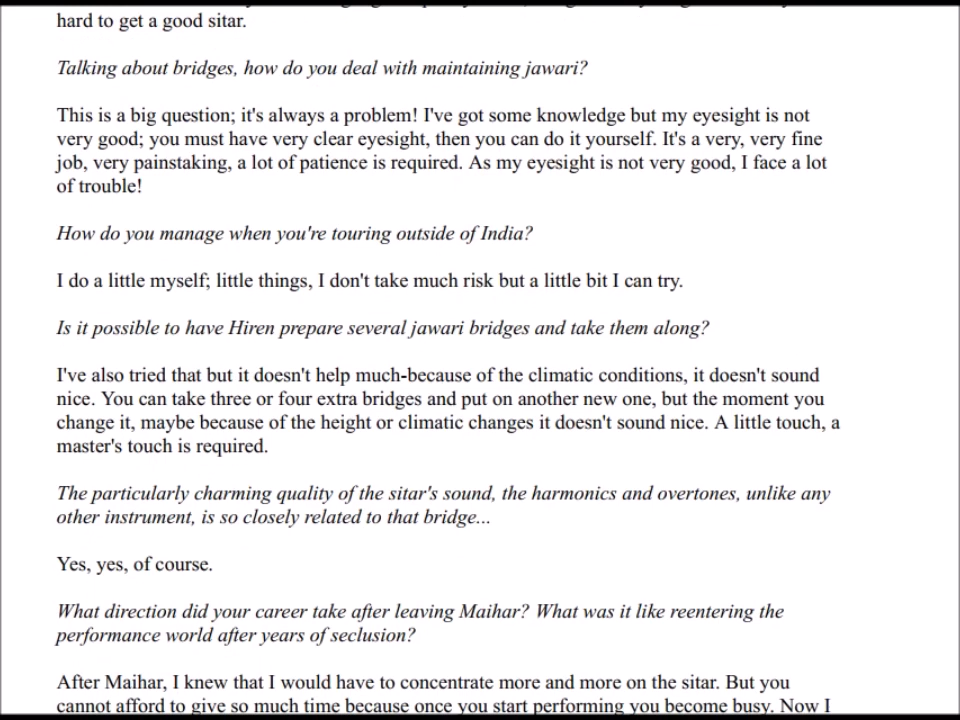 hard to get a good sitar.
Talking about bridges, how do you deal with maintaining jawari?
This is a big question; it's always a problem! I've got some knowledge but my eyesight is not
very good; you must have very clear eyesight, then you can do it yourself. It's a very, very fine
job, very painstaking, a lot of patience is required. As my eyesight is not very good, I face a lot
of trouble!
How do you manage when you're touring outside of India?
I do a little myself; little things, I don't take much risk but a little bit I can try.
Is it possible to have Hiren prepare several jawari bridges and take them along?
I've also tried that but it doesn't help much-because of the climatic conditions, it doesn't sound
nice. You can take three or four extra bridges and put on another new one, but the moment you
change it, maybe because of the height or climatic changes it doesn't sound nice. A little touch, a
master's touch is required.
The particularly charming quality of the sitar's sound, the harmonics and overtones, unlike any
other instrument, is so closely related to that bridge...
Yes, yes, of course.
What direction did your career take after leaving Maihar? What was it like reentering the
performance world after years of seclusion?
After Maihar, I knew that I would have to concentrate more and more on the sitar. But you
cannot afford to give so much time because once you start performing you become busy. Now I